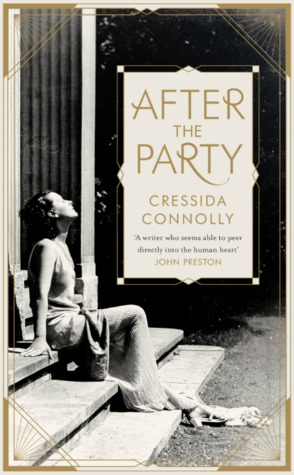 AFTER
THE
PARTY
CRESSIDA
CONNOLLY
‘A writer who seems able to peer
directly into the human heart’
JOHN PRESTON